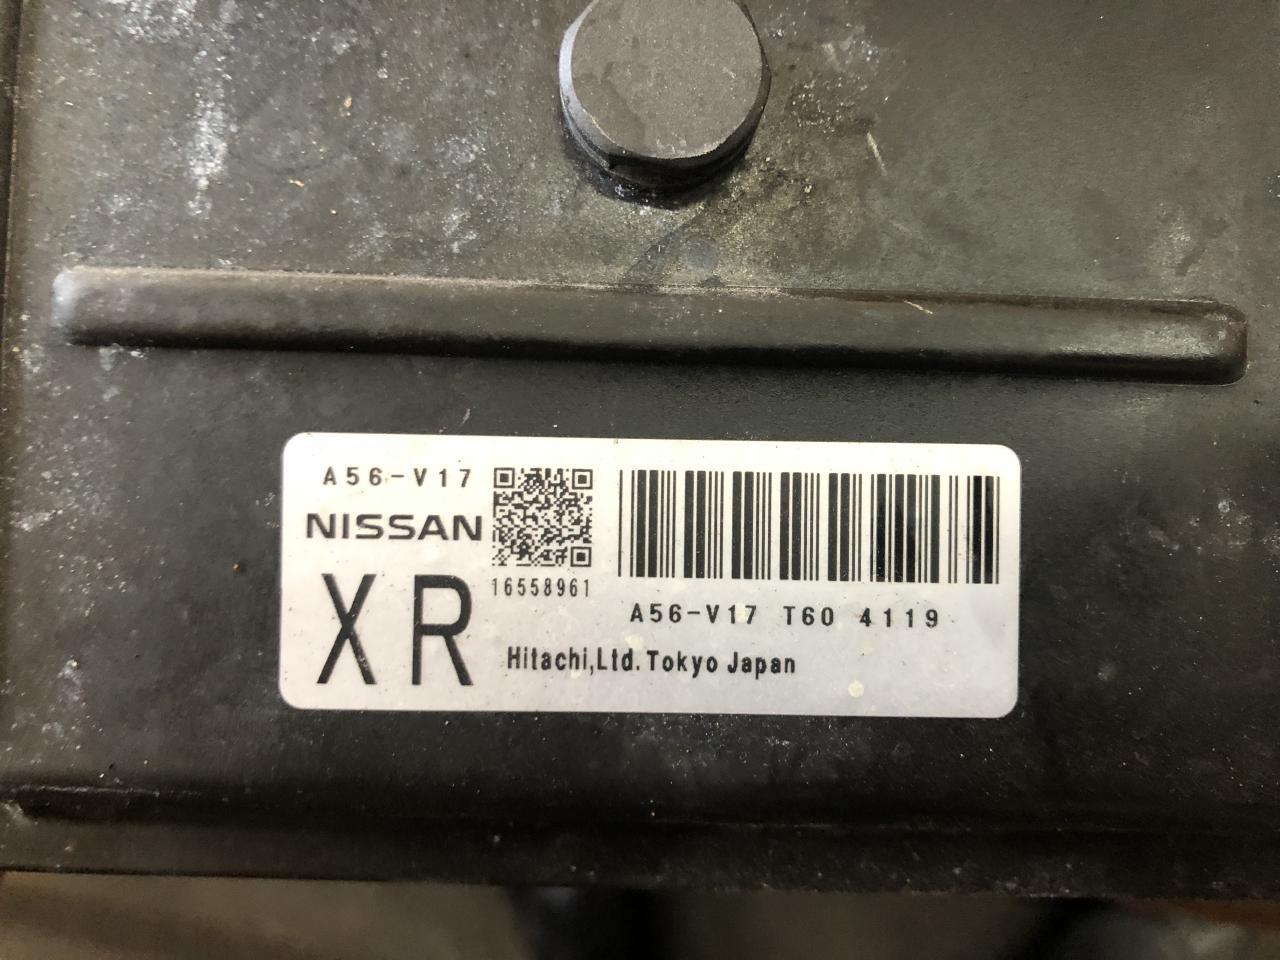 A56-V17
NISSAN
XR
16558961
A56-V17 T60 4119
Hitachi,Ltd. Tokyo Japan